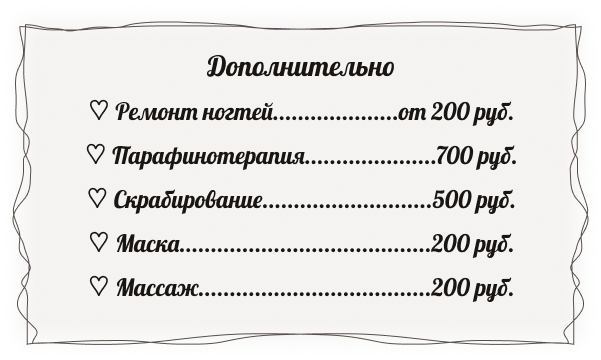 Дополнительно
♡ Ремонт ногтей....................от 200 руб.
♡ Парафинотерапия.....................700 руб.
♡ Скрабирование...........................500 руб.
♡ Маска........................................200 руб.
♡ Массаж.....................................200 руб.